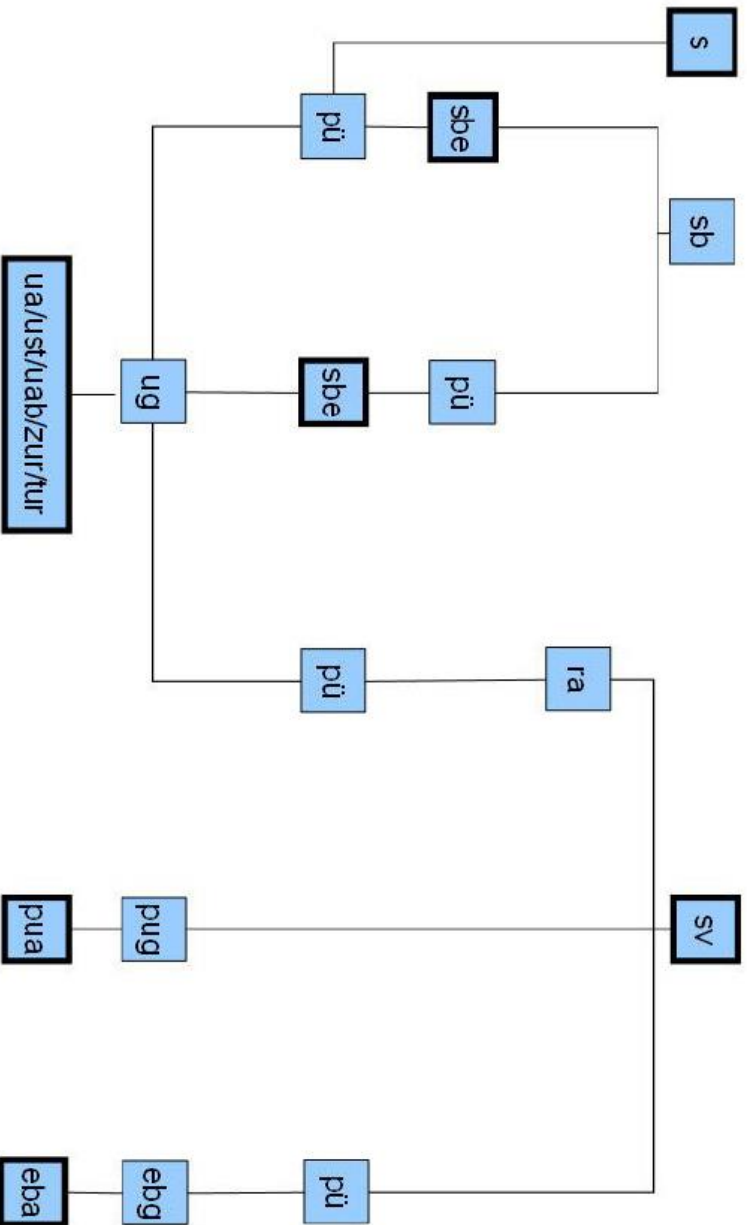 s
sb
sv
ra
sbe
pü
pü
sbe
pü
pü
ug
pug
ebg
ua/ust/uab/zur/tur
pua
eba